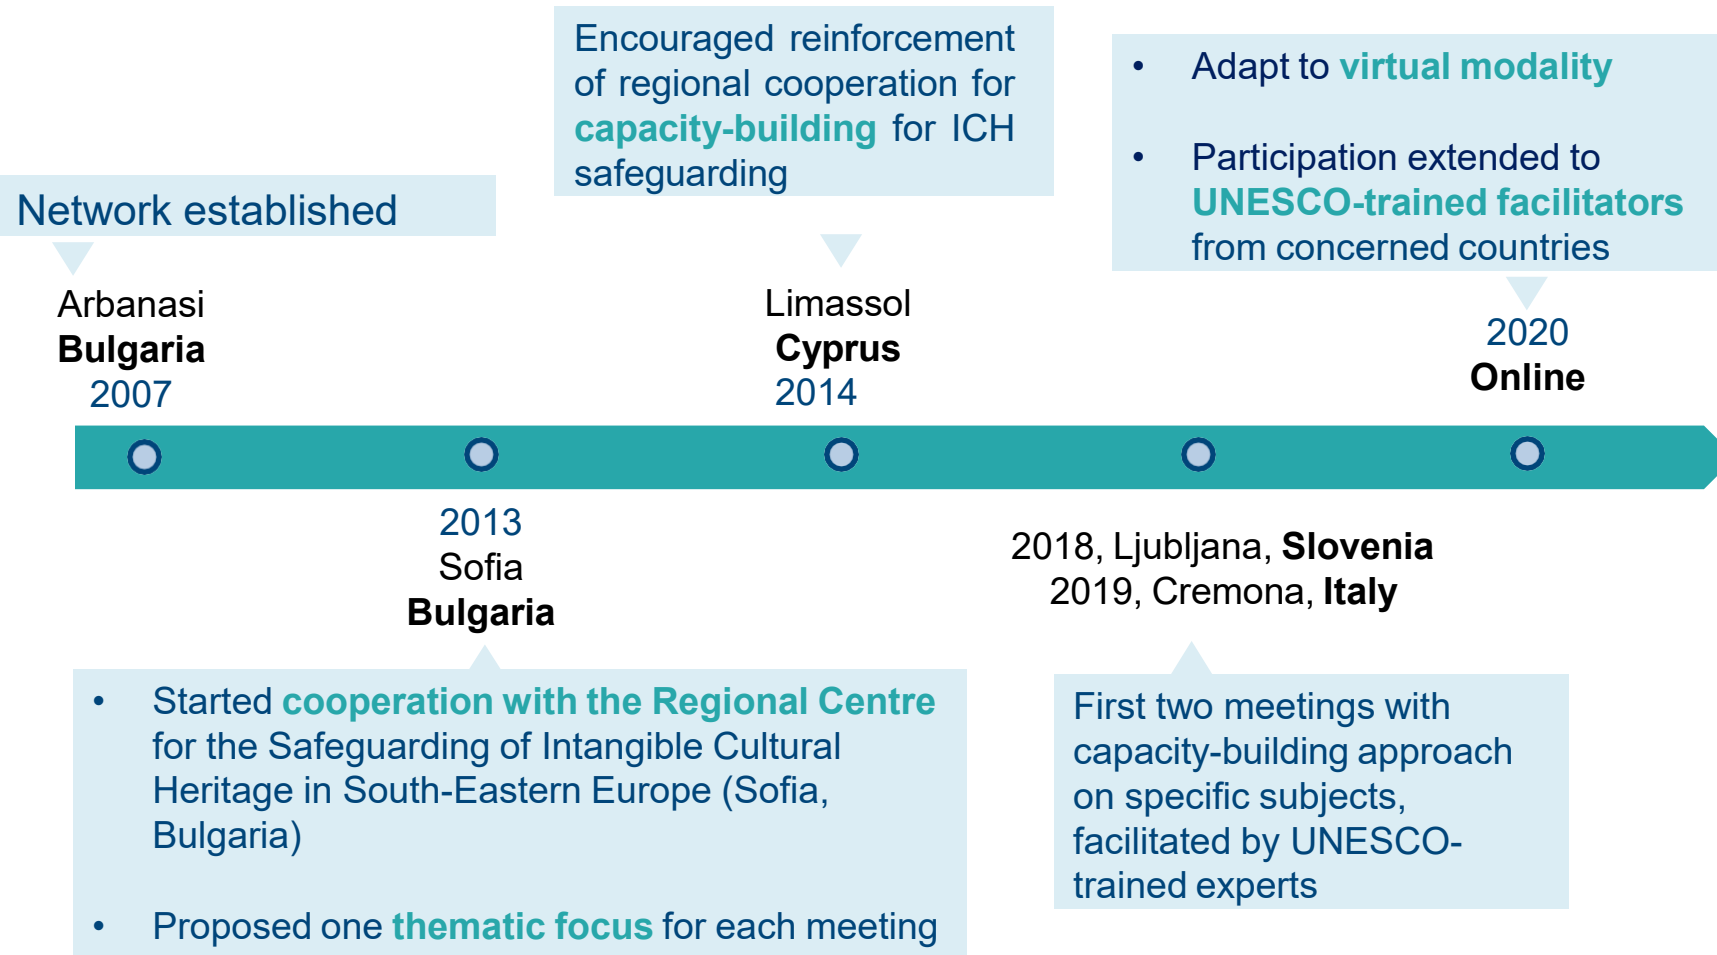 Network established
Arbanasi
Bulgaria
2007
2013
Sofia
Bulgaria
• Started cooperation with the Regional Centre
for the Safeguarding of Intangible Cultural
Heritage in South-Eastern Europe (Sofia,
Bulgaria)
• Proposed one thematic focus for each meeting
Encouraged reinforcement
of regional cooperation for
capacity-building for ICH
safeguarding
Limassol
Cyprus
2014
2018, Ljubljana, Slovenia
2019, Cremona, Italy
First two meetings with
capacity-building approach
on specific subjects,
facilitated by UNESCO-
trained experts
• Adapt to virtual modality
• Participation extended to
UNESCO-trained facilitators
from concerned countries
2020
Online